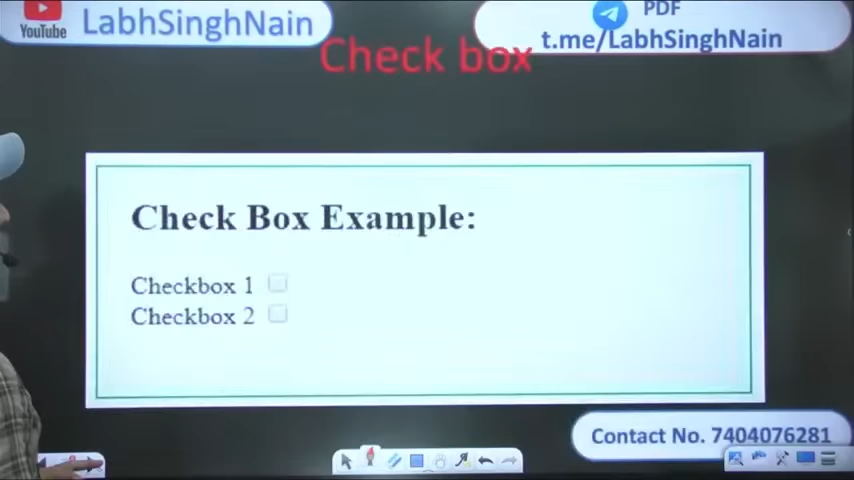 YouTube
LabhSinghNain
PDF
t.me/LabhSinghNain
Check box
Check Box Example:
Checkbox 1
Checkbox 2
Contact No. 7404076281